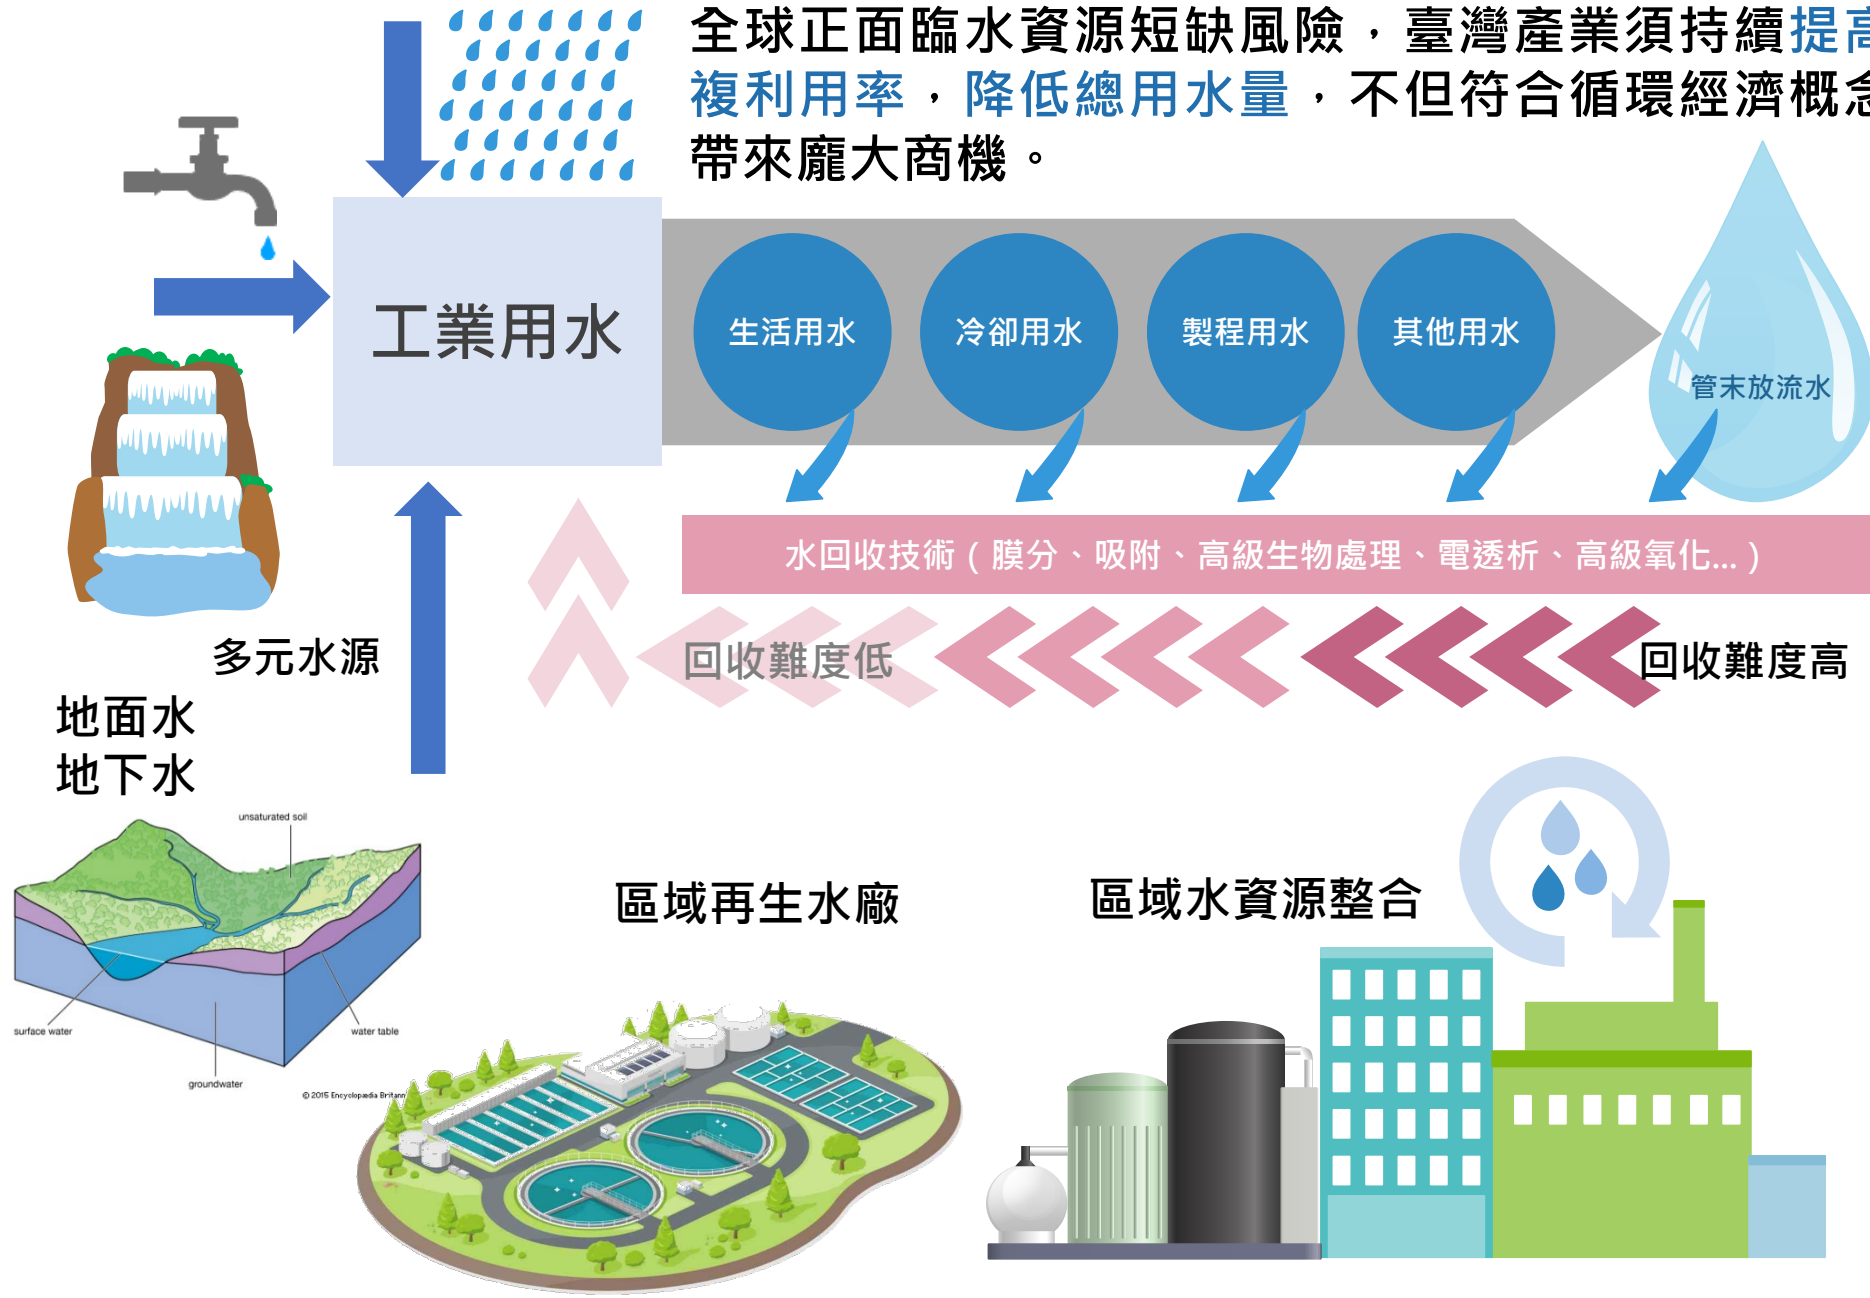 全球正面臨水資源短缺風險，臺灣產業須持續提高
複利用率，降低總用水量，不但符合循環經濟概念
帶來龐大商機。
工業用水
生活用水
冷卻用水
製程用水
其他用水
管末放流水
水回收技術（膜分、吸附、高級生物處理、電透析、高級氧化...）
回收難度低
回收難度高
多元水源
地面水
地下水
unsaturated soil
surface water
water table
groundwater
© 2015 Encyclopædia Britann
區域再生水廠
區域水資源整合